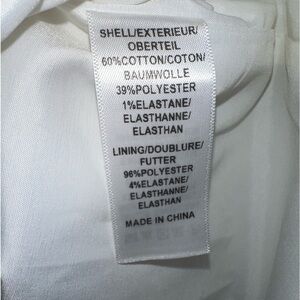 SHELL/EXTERIEUR/
OBERTEIL
60%COTTON/COTON/
BAUMWOLLE
39%POLYESTER
1%ELASTANE/
ELASTHANNE/
ELASTHAN
LINING/DOUBLURE/
FUTTER
96%POLYESTER
4%ELASTANE/
ELASTHANNE/
ELASTHAN
MADE IN CHINA